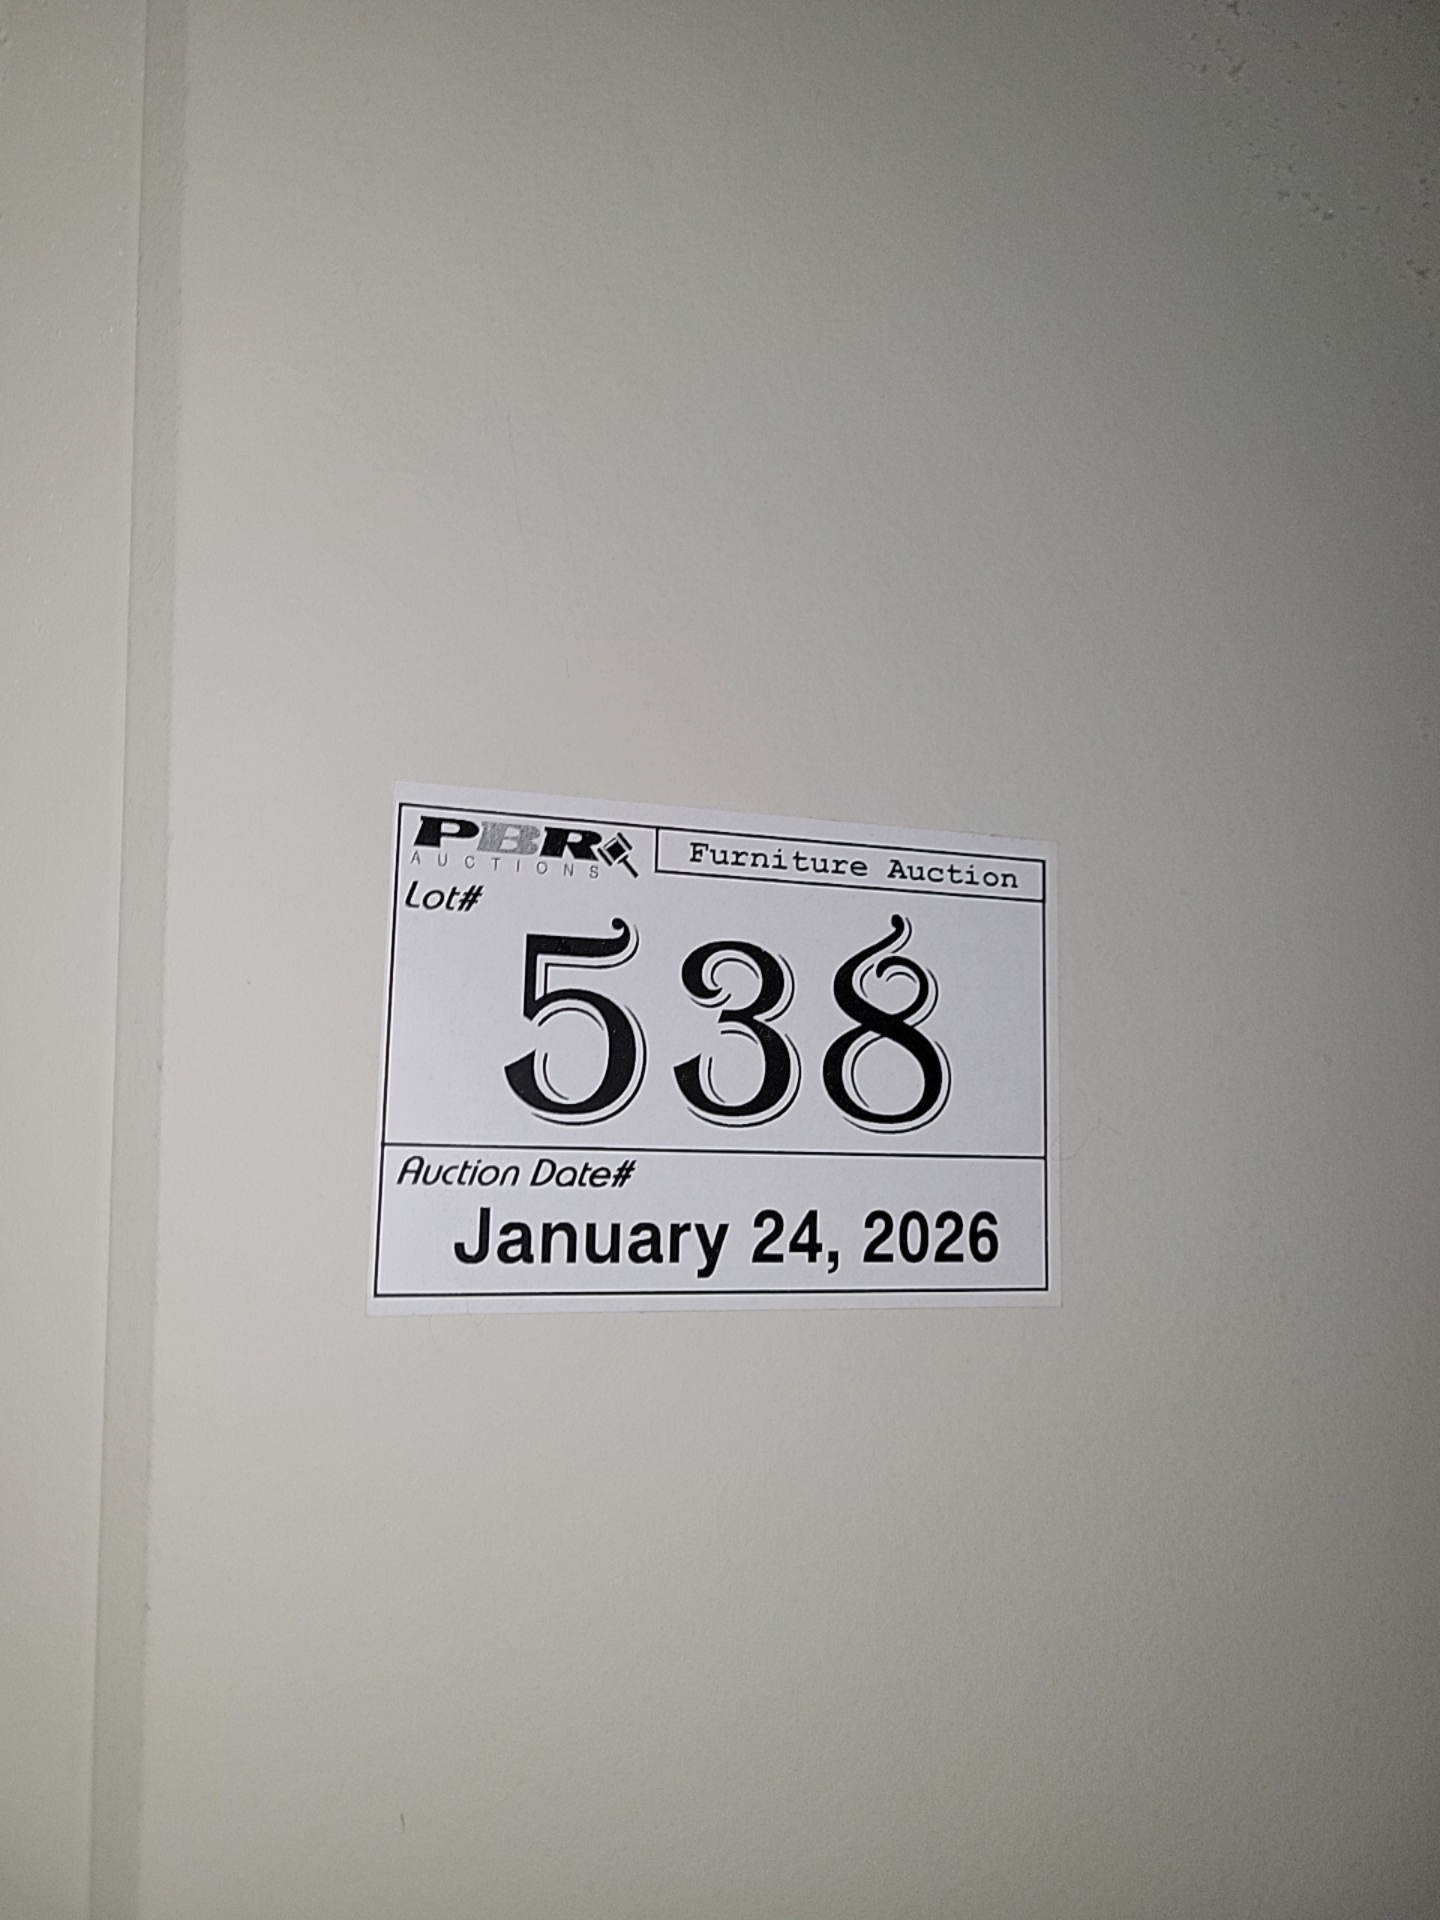 PBR
AUCTIONS
Furniture Auction
Lot#
538
Auction Date#
January 24, 2026